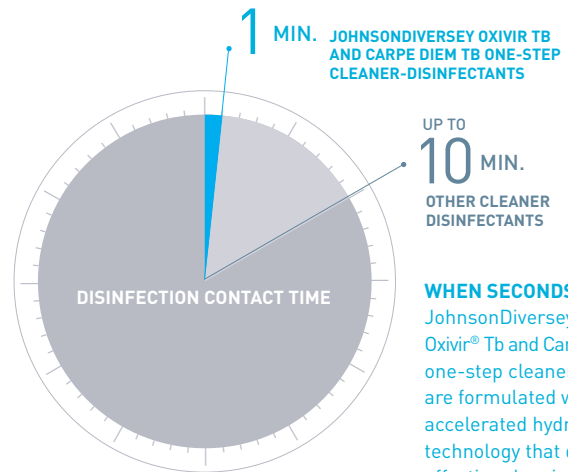 1 MIN. JOHNSONDIVERSEY OXIVIR TB
AND CARPE DIEM TB ONE-STEP
CLEANER-DISINFECTANTS
UP TO
10 MIN.
OTHER CLEANER
DISINFECTANTS
DISINFECTION CONTACT TIME
WHEN SECONDS
JohnsonDiversey
Oxivir® Tb and Car
one-step cleane
are formulated w
accelerated hydr
technology that